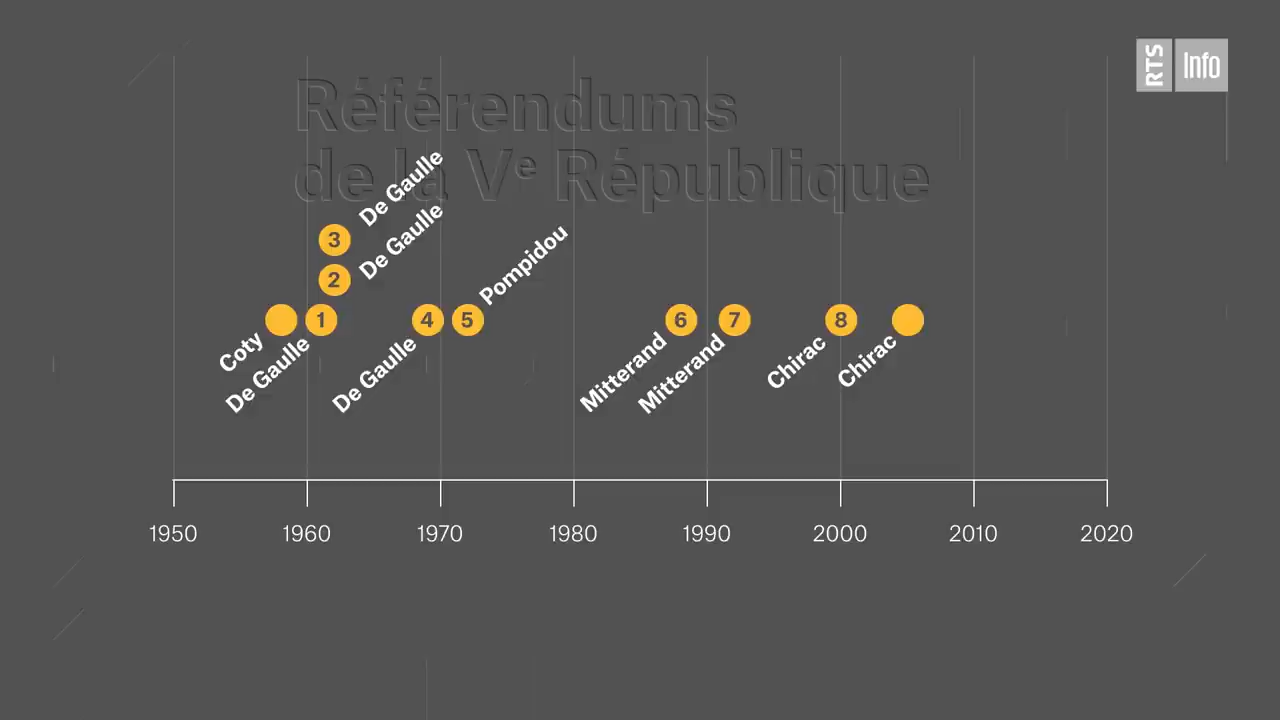 RTS Info
Référendums
de la Vᵉ République
De Gaulle
De Gaulle
3
2
Pompidou
1
4
5
6
7
8
Coty
De Gaulle
De Gaulle
Mitterand
Mitterand
Chirac
Chirac
1950 1960 1970 1980 1990 2000 2010 2020